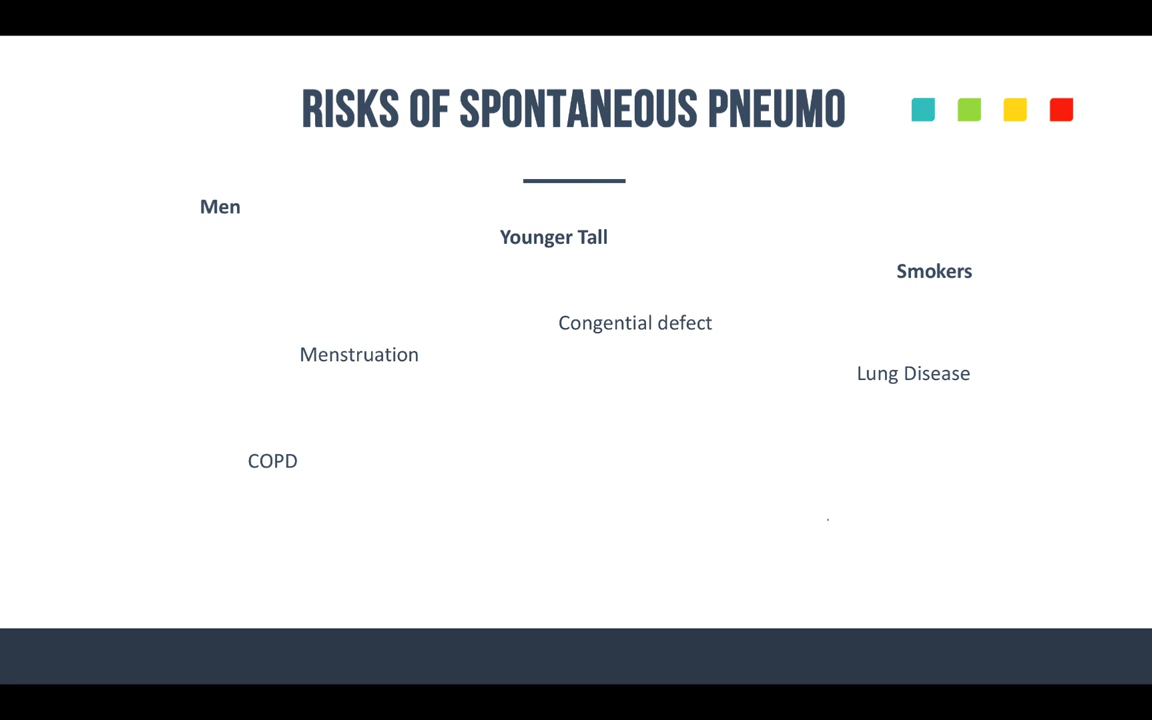 RISKS OF SPONTANEOUS PNEUMO
Men
Younger Tall
Smokers
Congential defect
Menstruation
Lung Disease
COPD
.